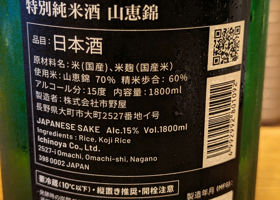 特別純米酒 山恵錦
品目:日本酒
原材料名:米(国産)、米麹(国産米)
使用米:山恵錦 70% 精米歩合:60%
アルコール分:15度 内容量:1800ml
製造者:株式会社市野屋
長野県大町市大町2527番地イ号
JAPANESE SAKE Alc.15% Vol.1800ml
Ingredients : Rice, Koji Rice
Ichinoya Co., Ltd.
2527-i Omachi, Omachi-shi, Nagano
398 0002 JAPAN
要冷蔵(10℃以下)・縦置き推奨・開栓注意
製造年月